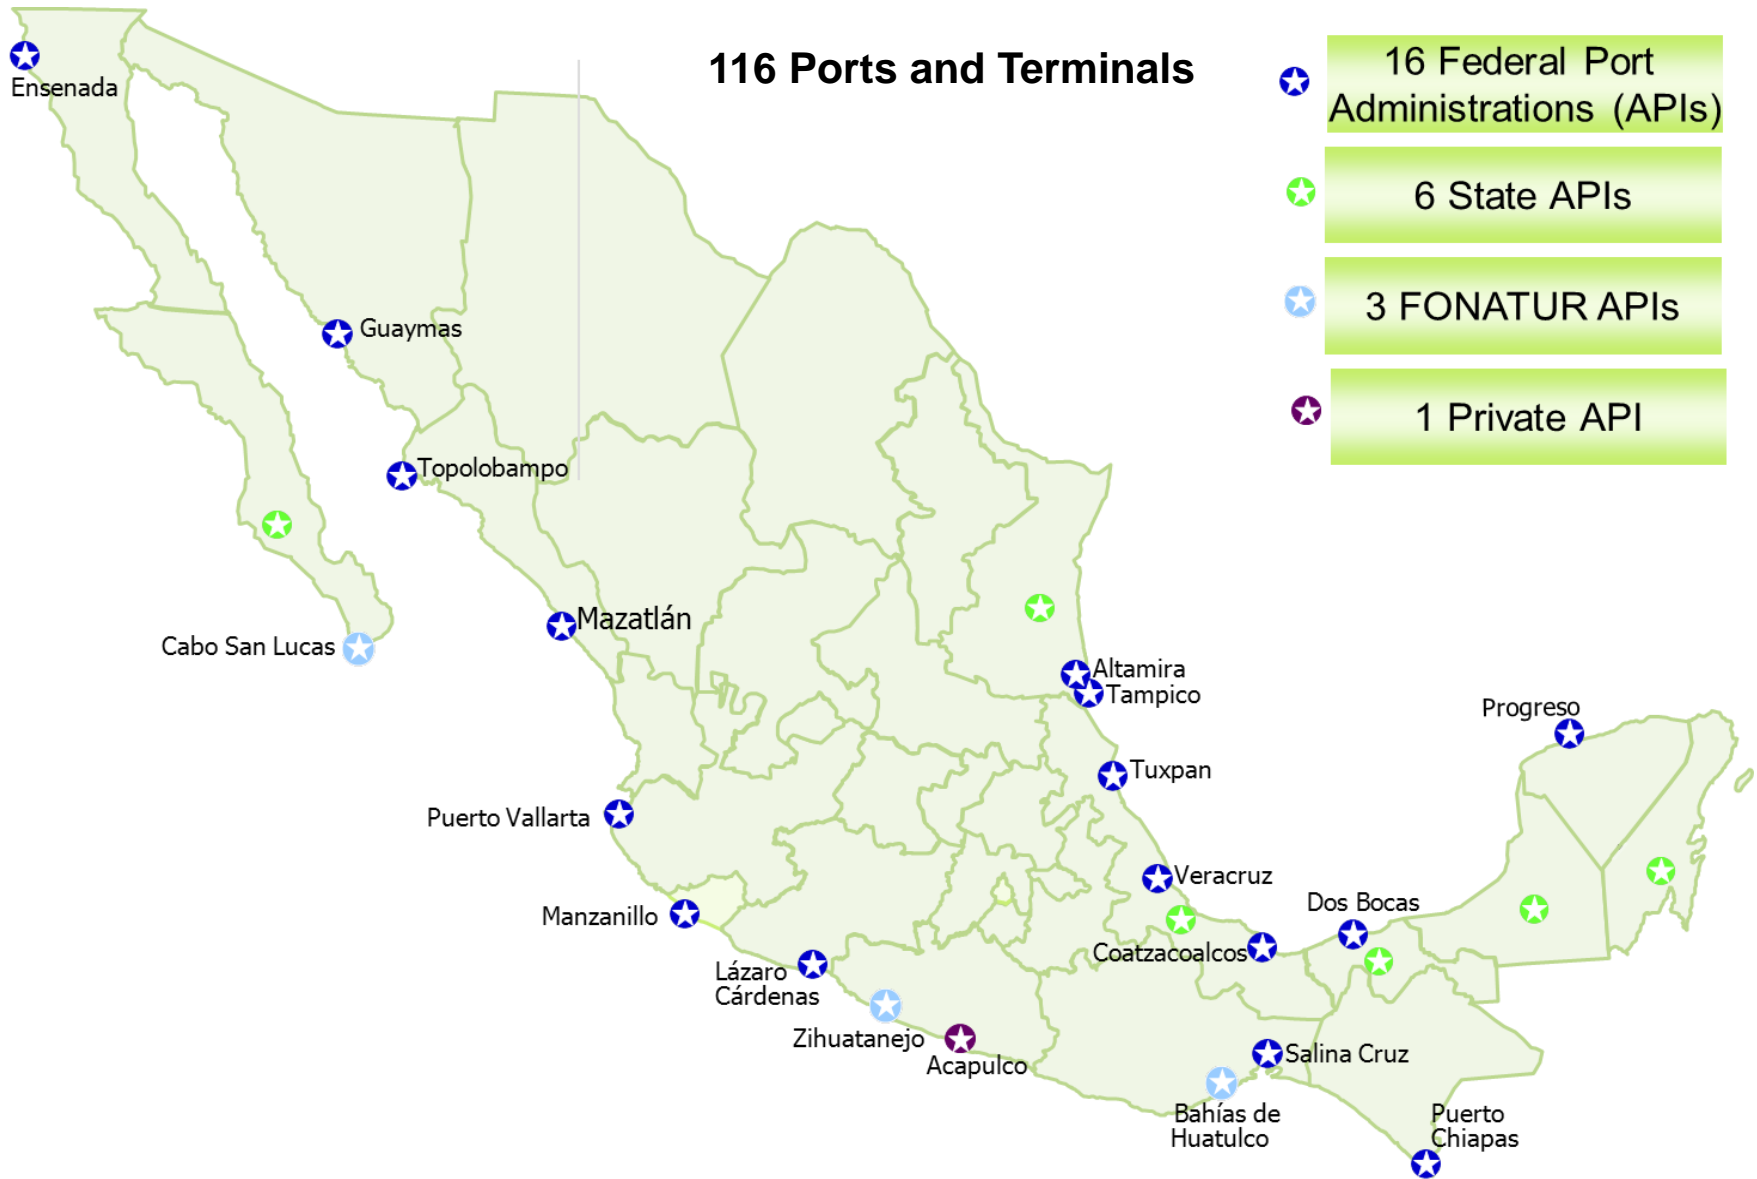 116 Ports and Terminals
16 Federal Port
Administrations (APIs)
6 State APIs
3 FONATUR APIs
1 Private API
Ensenada
Guaymas
Topolobampo
Mazatlán
Cabo San Lucas
Altamira
Tampico
Progreso
Tuxpan
Puerto Vallarta
Veracruz
Dos Bocas
Manzanillo
Coatzacoalcos
Lázaro
Cárdenas
Zihuatanejo
Acapulco
Salina Cruz
Bahías de
Huatulco
Puerto
Chiapas